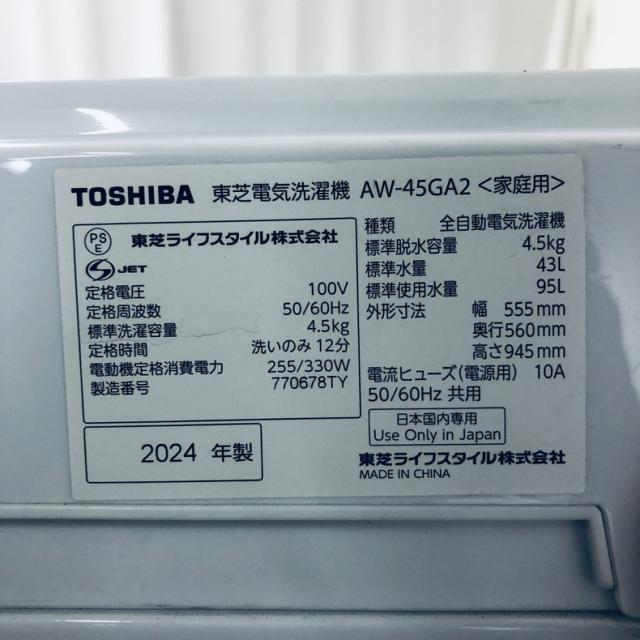 TOSHIBA 東芝電気洗濯機 AW-45GA2 <家庭用>
PS E 東芝ライフスタイル株式会社
S JET
定格電圧 100V
定格周波数 50/60Hz
標準洗濯容量 4.5kg
定格時間 洗いのみ 12分
電動機定格消費電力 255/330W
製造番号 770678TY
2024 年製
種類 全自動電気洗濯機
標準脱水容量 4.5kg
標準水量 43L
標準使用水量 95L
外形寸法 幅 555mm
奥行560mm
高さ945mm
電流ヒューズ(電源用) 10A
50/60Hz 共用
日本国内専用
Use Only in Japan
東芝ライフスタイル株式会社
MADE IN CHINA